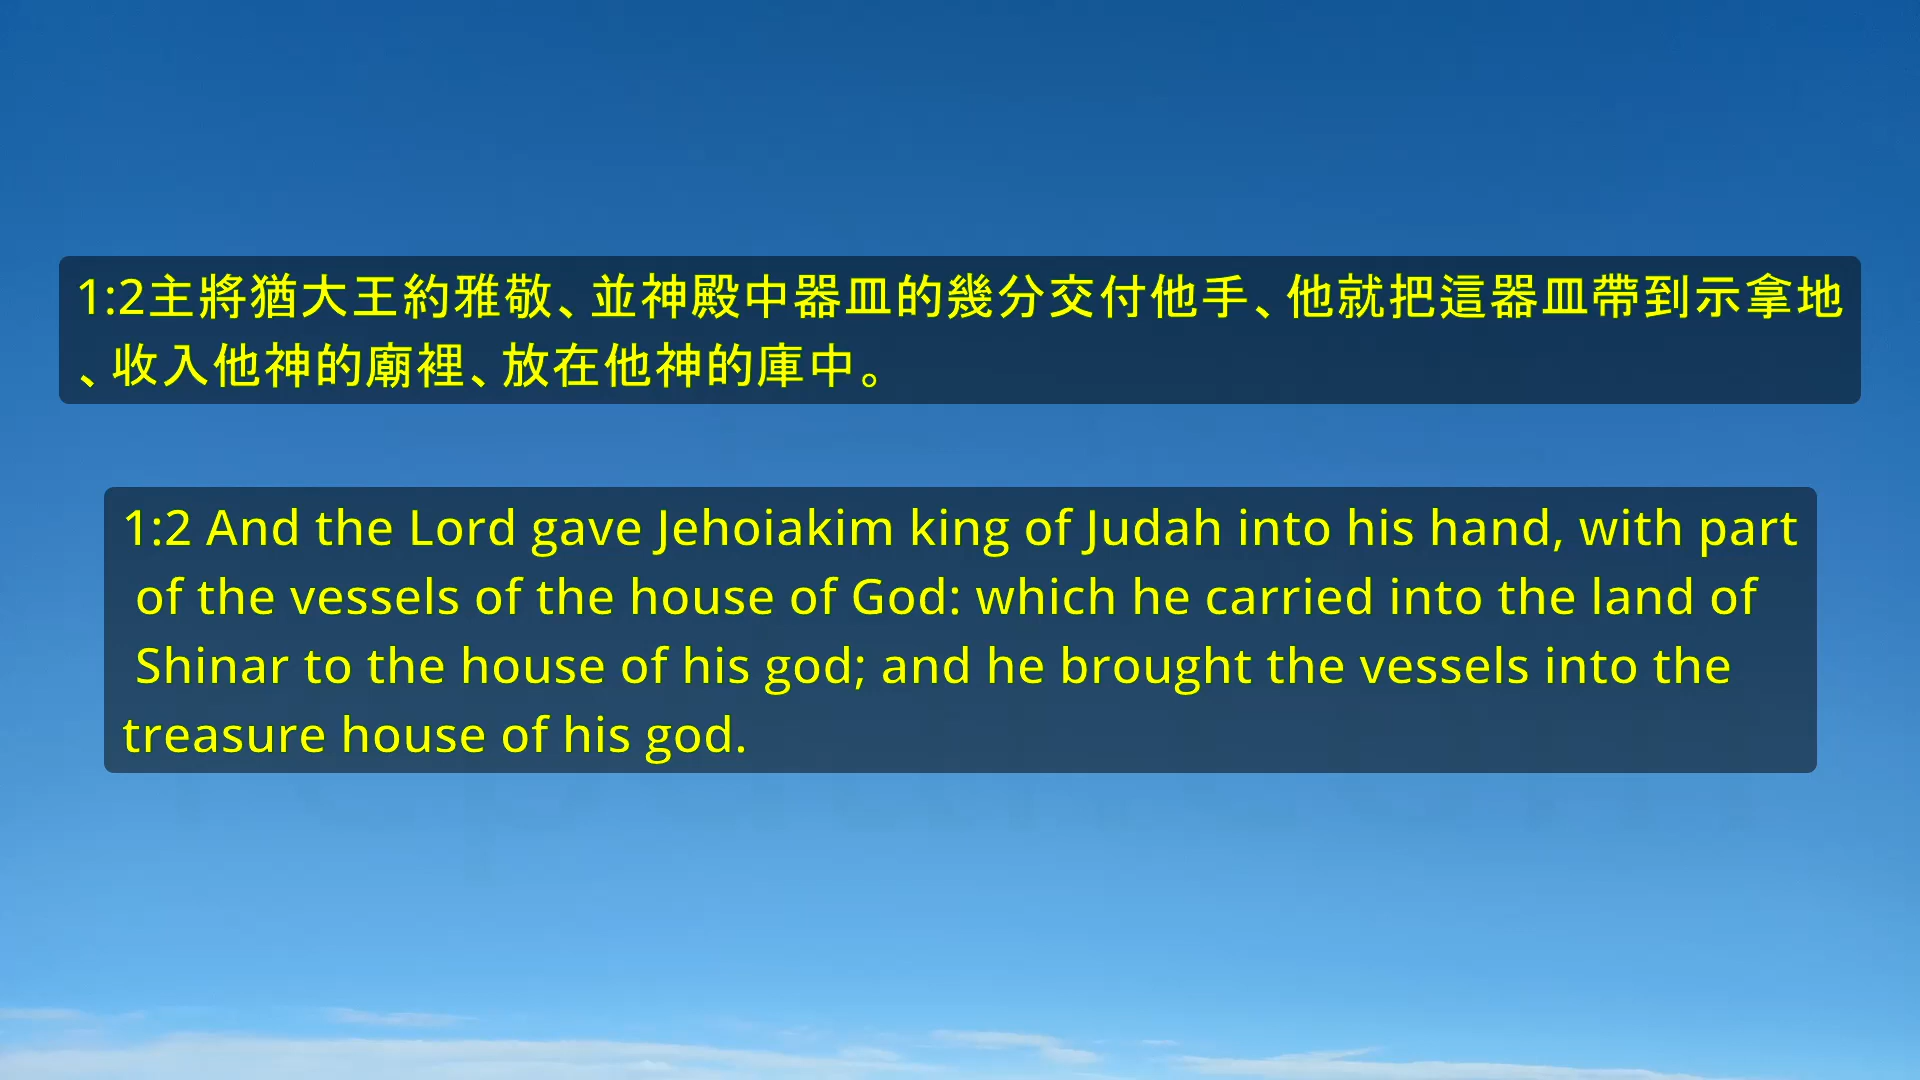 1:2主將猶大王約雅敬、並神殿中器皿的幾分交付他手、他就把這器皿帶到示拿地
、收入他神的廟裡、放在他神的庫中。
1:2 And the Lord gave Jehoiakim king of Judah into his hand, with part
of the vessels of the house of God: which he carried into the land of
Shinar to the house of his god; and he brought the vessels into the
treasure house of his god.